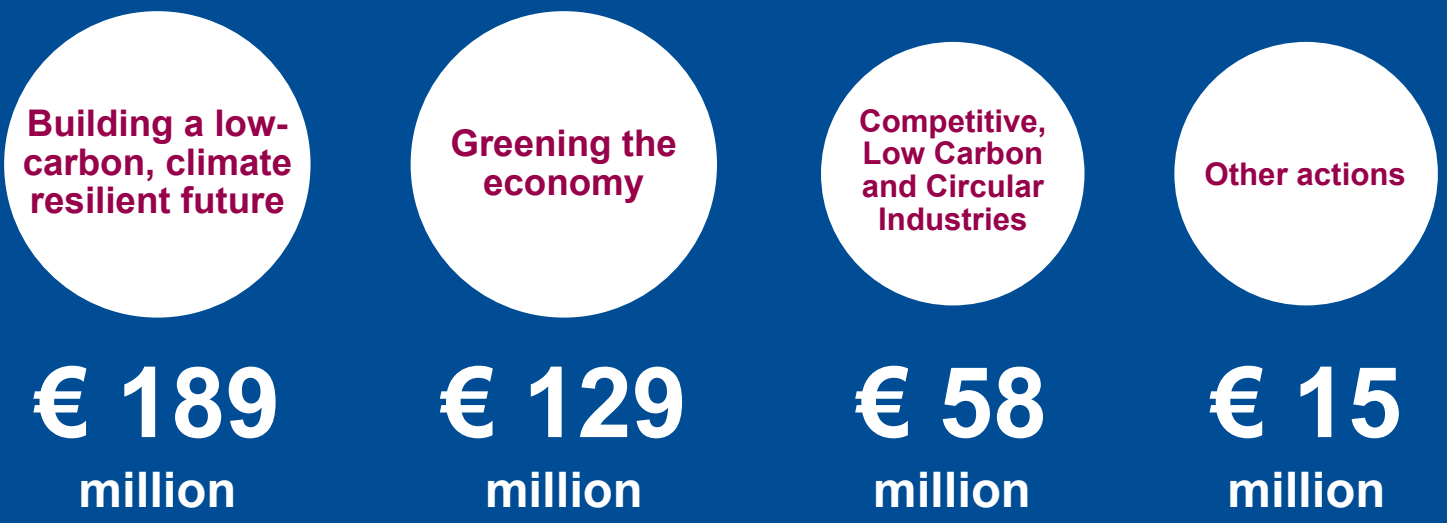 Building a low-
carbon, climate
resilient future
Greening the
economy
Competitive,
Low Carbon
and Circular
Industries
Other actions
€ 189
million
€ 129
million
€ 58
million
€ 15
million